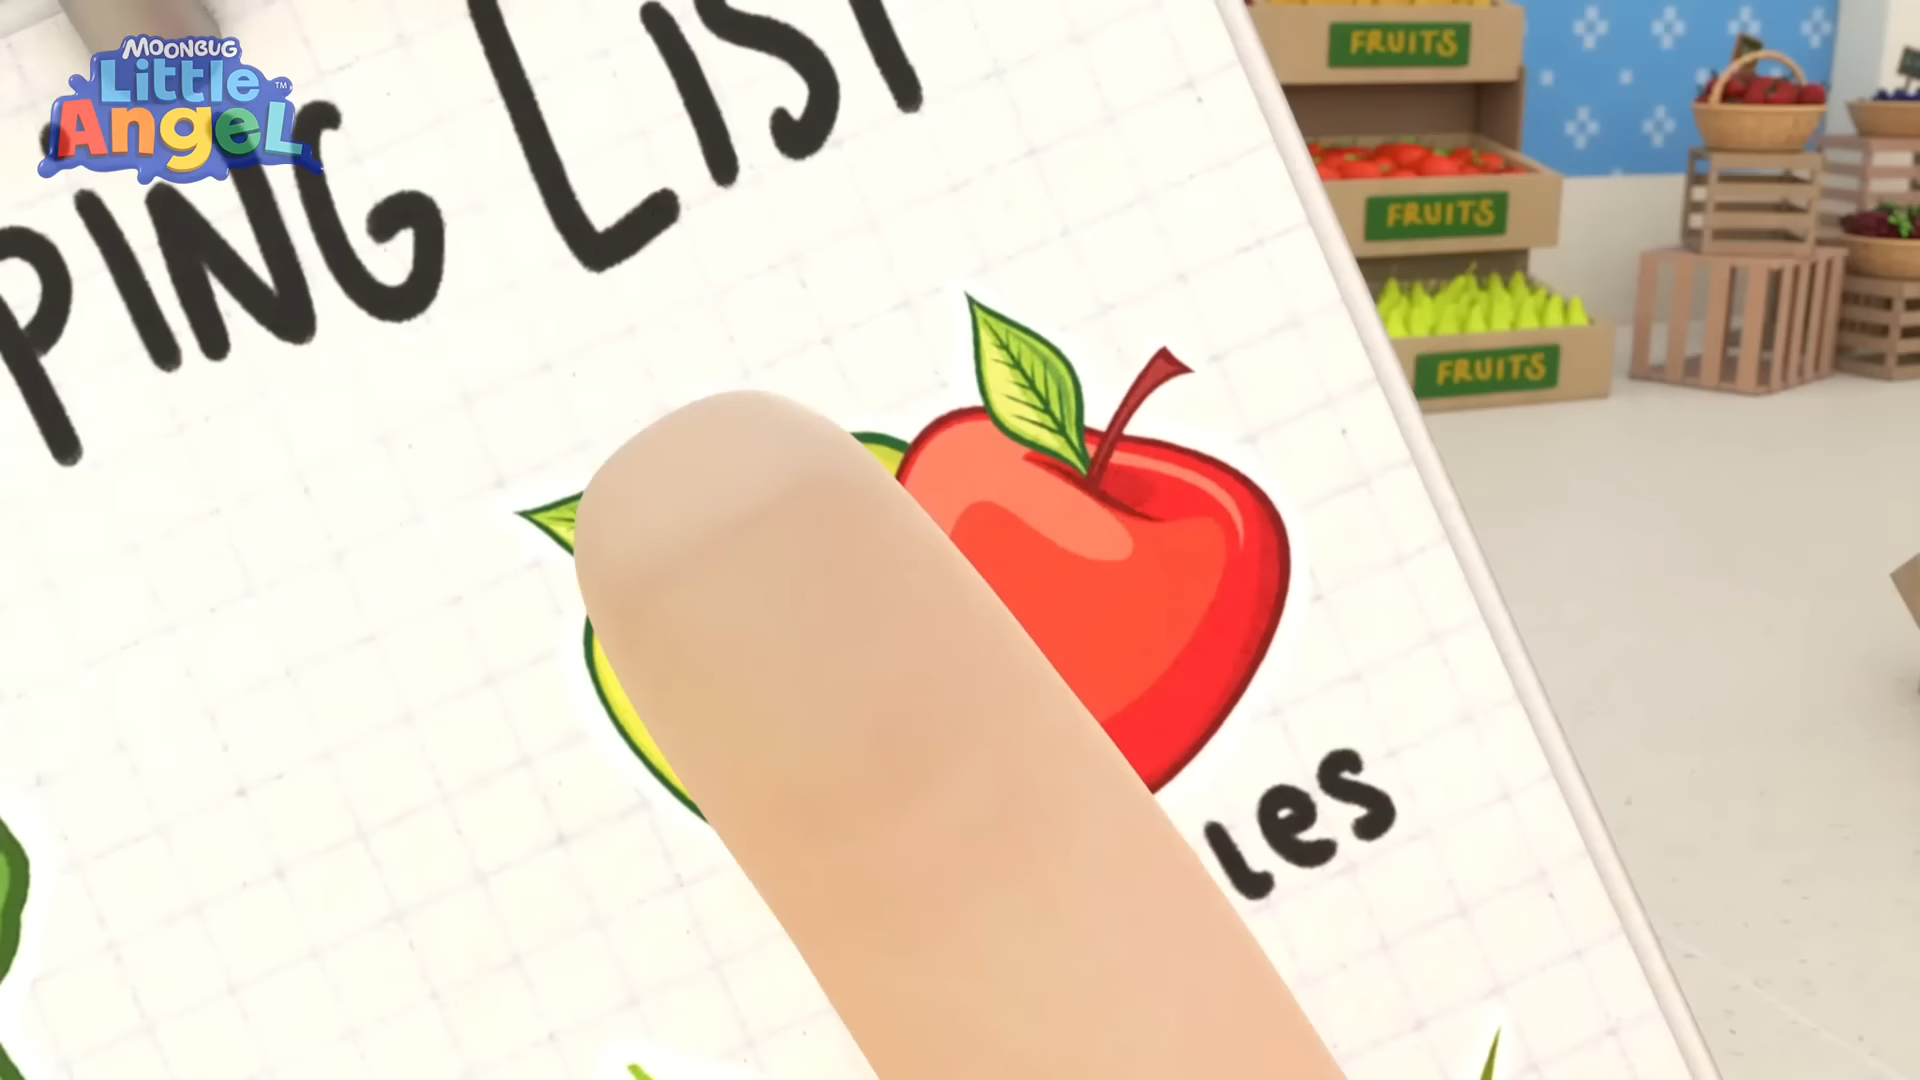 MOONBUG
Little
AngeL
PING LIST
les
FRUITS
FRUITS
FRUITS